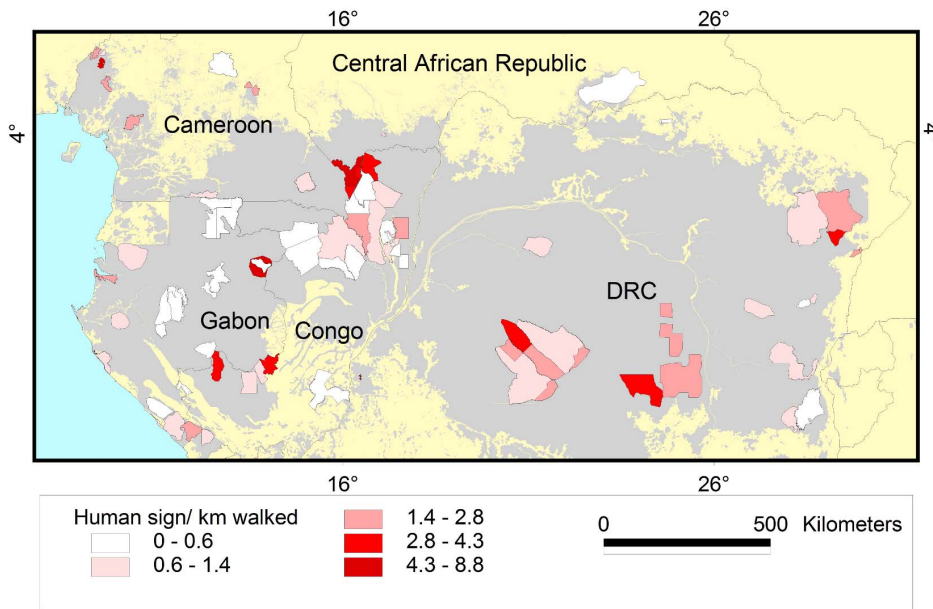 16° 26°
Central African Republic
Cameroon
4° 4
DRC
Gabon
Congo
16° 26°
Human sign/ km walked
0 - 0.6
0.6 - 1.4
1.4 - 2.8
2.8 - 4.3
4.3 - 8.8
0 500 Kilometers